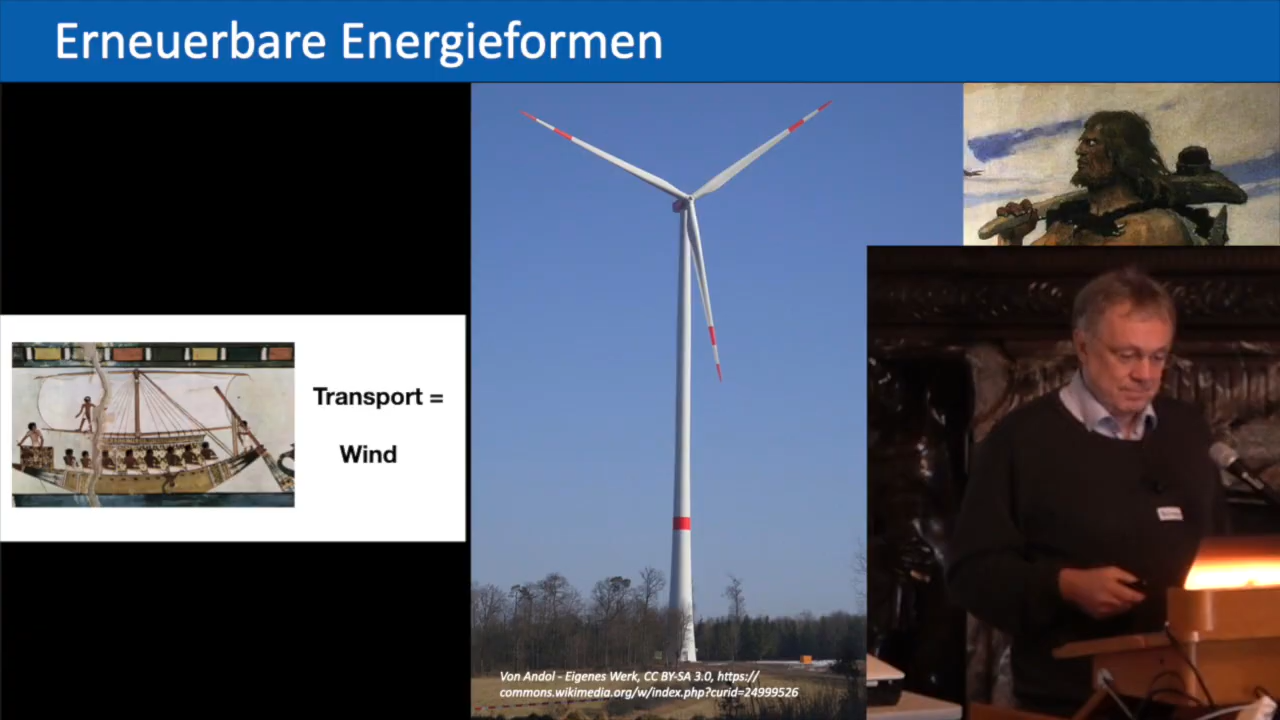 Erneuerbare Energieformen
Transport =
Wind
Von Andol - Eigenes Werk, CC BY-SA 3.0, https://
commons.wikimedia.org/w/index.php?curid=24999526